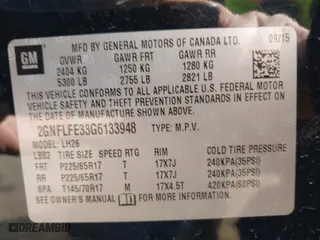 GM
MFD BY GENERAL MOTORS OF CANADA LTD. 09/15
GVWR GAWR FRT GAWR RR
2404 KG 1250 KG 1280 KG
5300 LB 2755 LB 2821 LB
THIS VEHICLE CONFORMS TO ALL APPLICABLE U.S. FEDERAL
MOTOR VEHICLE SAFETY, BUMPER, AND THEFT PREVENTION
STANDARDS IN EFFECT ON THE DATE OF MANUFACTURE
SHOWN ABOVE.
2GNFLFE33G6133948 TYPE: M.P.V.
MODEL: LH26
LBB2 TIRE SIZE SPEED RTG RIM COLD TIRE PRESSURE
FRT P225/65R17 T 17X7J 240KPA(35PSI)
RR P225/65R17 T 17X7J 240KPA(35PSI)
SPA T145/70R17 M 17X4.5T 420KPA(60PSI)
SEE OWNER'S MANUAL FOR MORE INFORMATION.
DREAMBID